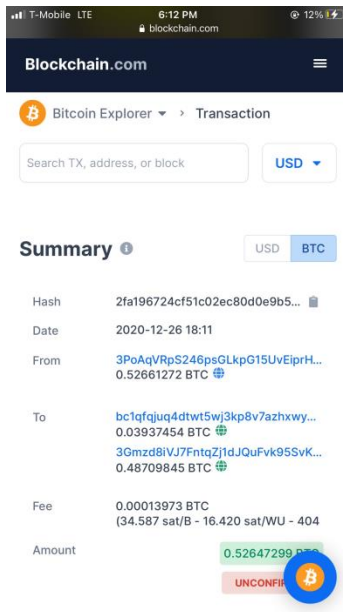 T-Mobile LTE 6:12 PM 12%
blockchain.com
Blockchain.com
Bitcoin Explorer › Transaction
Search TX, address, or block
USD
Summary
USD BTC
Hash 2fa196724cf51c02ec80d0e9b5...
Date 2020-12-26 18:11
From 3PoAqVRpS246psGLkpG15UvEiprH...
0.52661272 BTC
To bc1qfqjuq4dtwt5wj3kp8v7azhxwy...
0.03937454 BTC
3Gmzd8iVJ7FntqZj1dJQuFvk95SvK...
0.48709845 BTC
Fee 0.00013973 BTC
(34.587 sat/B - 16.420 sat/WU - 404
Amount 0.52647299 BTC
UNCONFI